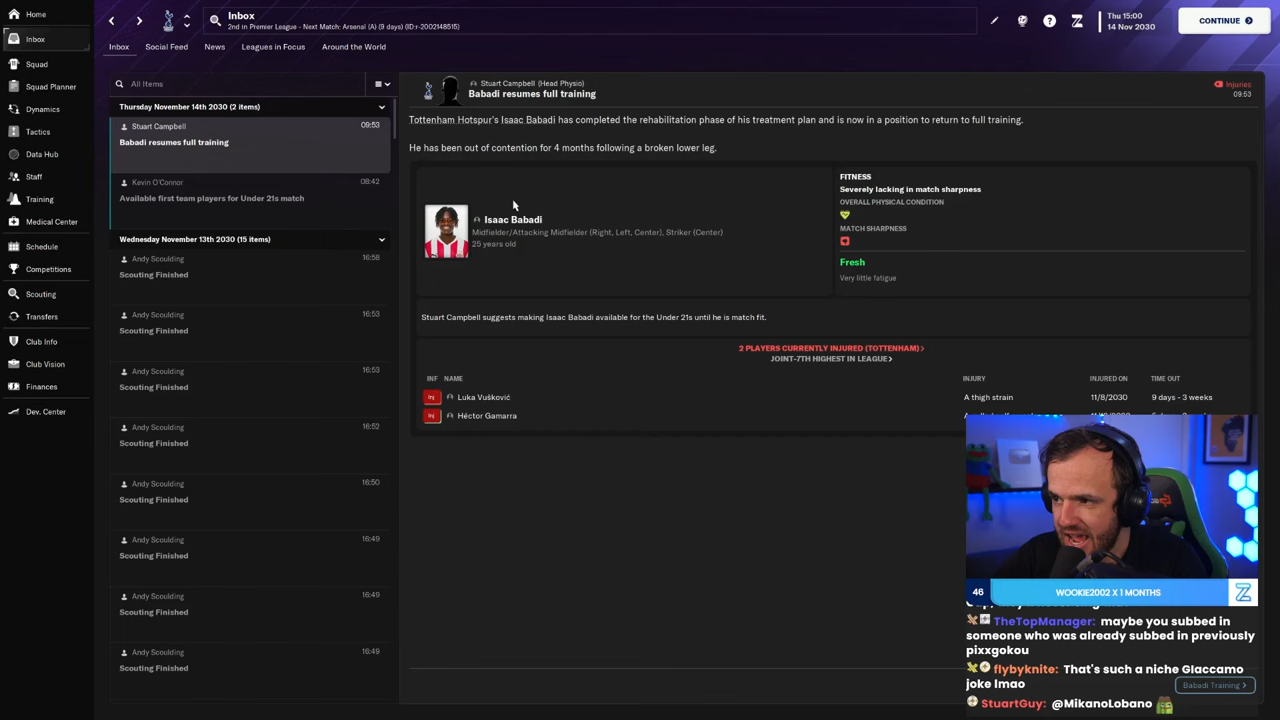 Home
Inbox
Squad
Squad Planner
Dynamics
Tactics
Data Hub
Staff
Training
Medical Center
Schedule
Competitions
Scouting
Transfers
Club Info
Club Vision
Finances
Dev. Center
Inbox
2nd in Premier League - Next Match: Arsenal (A) (9 days) (ID:r-2002148515)
Thu 15:00
14 Nov 2030
CONTINUE
Inbox
Social Feed
News
Leagues in Focus
Around the World
All Items
Thursday November 14th 2030 (2 items)
Stuart Campbell 09:53
Babadi resumes full training
Kevin O'Connor 08:42
Available first team players for Under 21s match
Wednesday November 13th 2030 (15 items)
Andy Scoulding 16:58
Scouting Finished
Andy Scoulding 16:53
Scouting Finished
Andy Scoulding 16:53
Scouting Finished
Andy Scoulding 16:52
Scouting Finished
Andy Scoulding 16:50
Scouting Finished
Andy Scoulding 16:49
Scouting Finished
Andy Scoulding 16:49
Scouting Finished
Andy Scoulding 16:49
Scouting Finished
Stuart Campbell (Head Physio)
Babadi resumes full training
Injuries
09:53
Tottenham Hotspur's Isaac Babadi has completed the rehabilitation phase of his treatment plan and is now in a position to return to full training.
He has been out of contention for 4 months following a broken lower leg.
Isaac Babadi
Midfielder/Attacking Midfielder (Right, Left, Center), Striker (Center)
25 years old
FITNESS
Severely lacking in match sharpness
OVERALL PHYSICAL CONDITION
MATCH SHARPNESS
Fresh
Very little fatigue
Stuart Campbell suggests making Isaac Babadi available for the Under 21s until he is match fit.
2 PLAYERS CURRENTLY INJURED (TOTTENHAM) >
JOINT-7TH HIGHEST IN LEAGUE >
INF NAME INJURY INJURED ON TIME OUT
Inj Luka Vušković A thigh strain 11/8/2030 9 days - 3 weeks
Inj Héctor Gamarra
46 WOOKIE2002 X 1 MONTHS
TheTopManager: maybe you subbed in
someone who was already subbed in previously
pixxgokou
flybyknite: That's such a niche Glaccamo
joke lmao
Babadi Training >
StuartGuy: @MikanoLobano